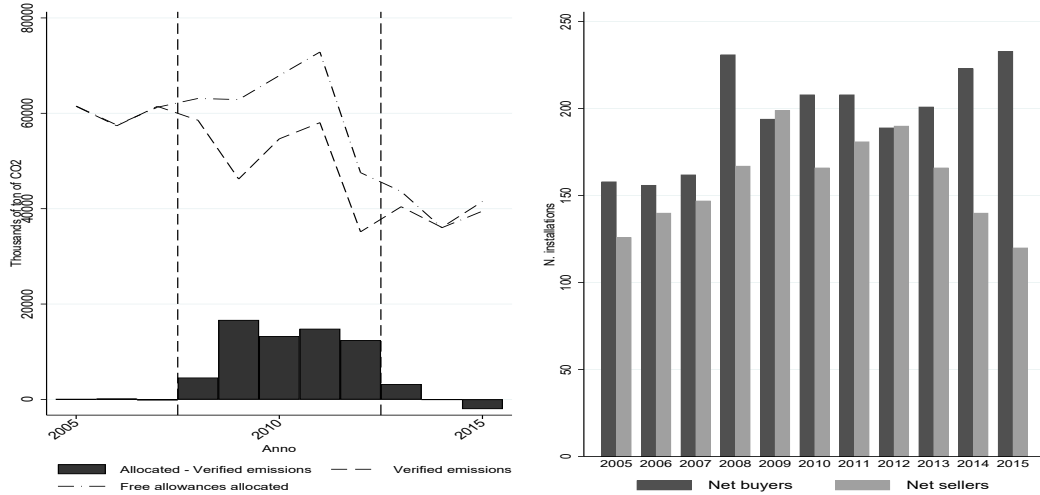 80000
60000
40000
20000
0
Thousands of ton of CO2
2005
2010
2015
Anno
Allocated - Verified emissions
Verified emissions
Free allowances allocated
250
200
150
100
50
0
N. installations
2005 2006 2007 2008 2009 2010 2011 2012 2013 2014 2015
Net buyers
Net sellers